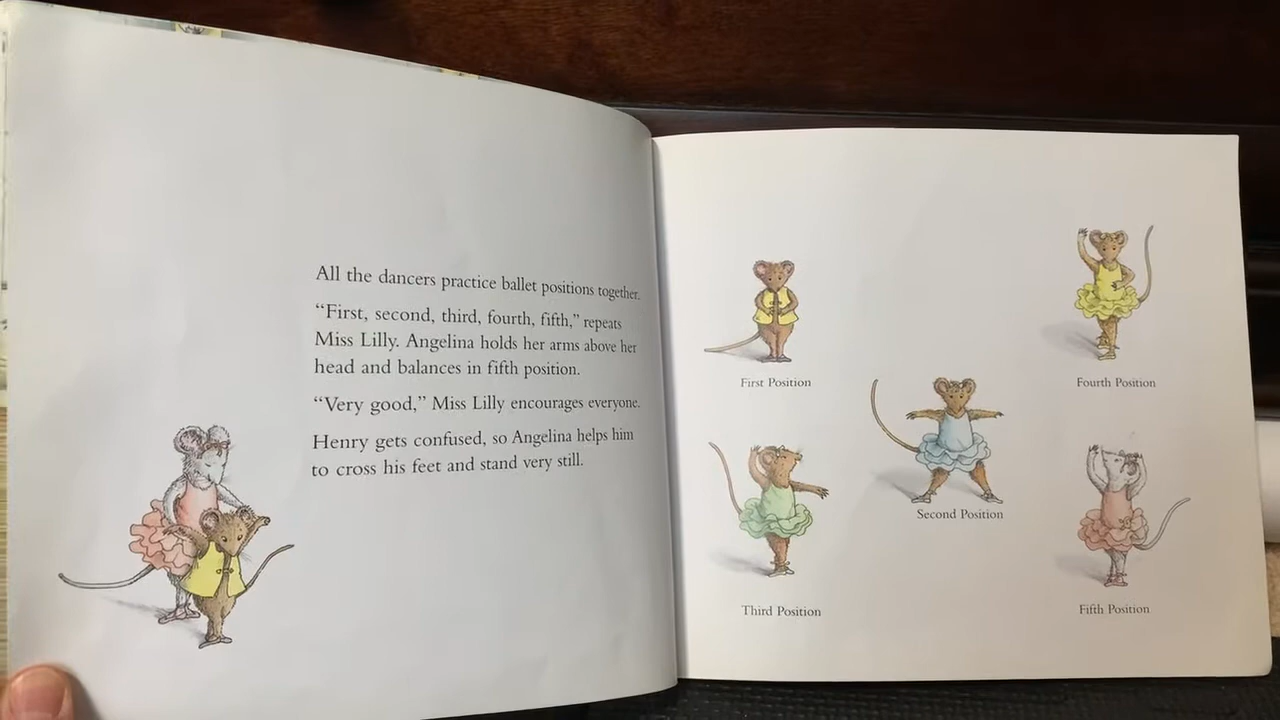 All the dancers practice ballet positions together.
“First, second, third, fourth, fifth,” repeats
Miss Lilly. Angelina holds her arms above her
head and balances in fifth position.
“Very good,” Miss Lilly encourages everyone.
Henry gets confused, so Angelina helps him
to cross his feet and stand very still.
First Position
Fourth Position
Second Position
Third Position
Fifth Position